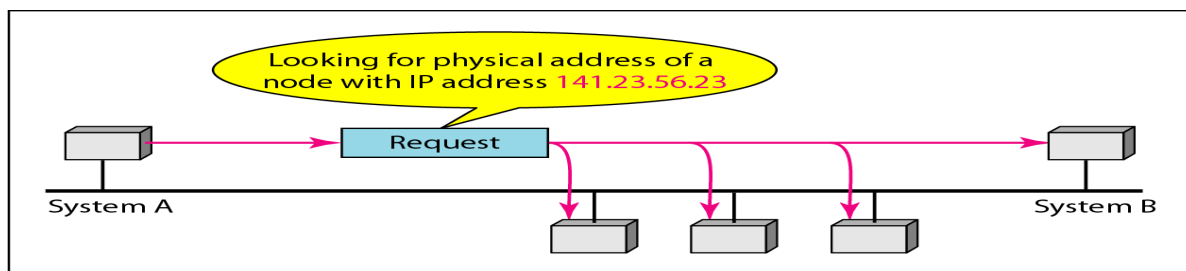 Looking for physical address of a
node with IP address 141.23.56.23
Request
System A
System B